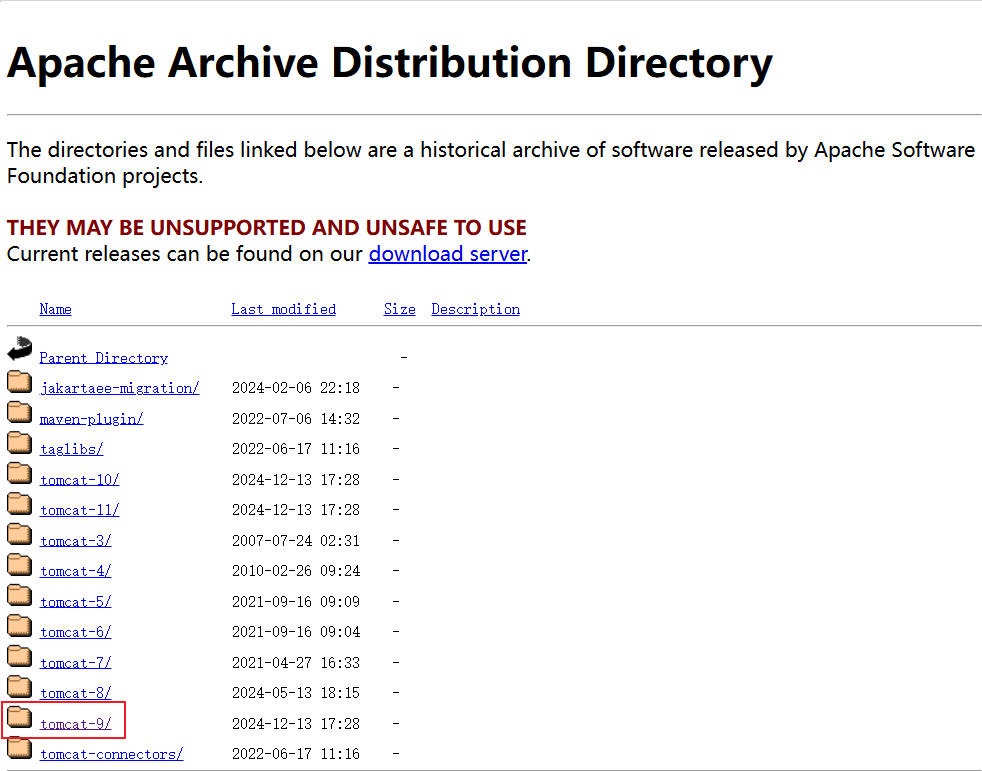 Apache Archive Distribution Directory
The directories and files linked below are a historical archive of software released by Apache Software
Foundation projects.
THEY MAY BE UNSUPPORTED AND UNSAFE TO USE
Current releases can be found on our download server.
Name Last modified Size Description
Parent Directory -
jakartaee-migration/ 2024-02-06 22:18 -
maven-plugin/ 2022-07-06 14:32 -
taglibs/ 2022-06-17 11:16 -
tomcat-10/ 2024-12-13 17:28 -
tomcat-11/ 2024-12-13 17:28 -
tomcat-3/ 2007-07-24 02:31 -
tomcat-4/ 2010-02-26 09:24 -
tomcat-5/ 2021-09-16 09:09 -
tomcat-6/ 2021-09-16 09:04 -
tomcat-7/ 2021-04-27 16:33 -
tomcat-8/ 2024-05-13 18:15 -
tomcat-9/ 2024-12-13 17:28 -
tomcat-connectors/ 2022-06-17 11:16 -